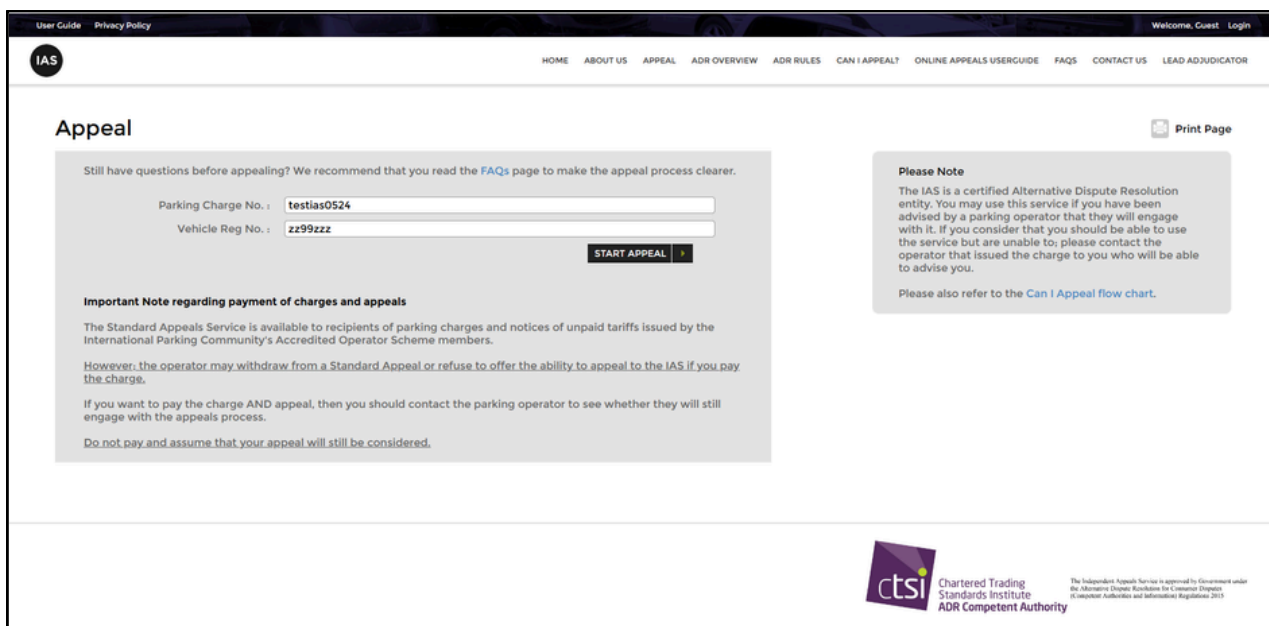 User Guide Privacy Policy Welcome, Guest Login
IAS
HOME ABOUT US APPEAL ADR OVERVIEW ADR RULES CAN I APPEAL? ONLINE APPEALS USERGUIDE FAQS CONTACT US LEAD ADJUDICATOR
Appeal
Print Page
Still have questions before appealing? We recommend that you read the FAQs page to make the appeal process clearer.
Parking Charge No. : testias0524
Vehicle Reg No. : zz99zzz
START APPEAL
Important Note regarding payment of charges and appeals
The Standard Appeals Service is available to recipients of parking charges and notices of unpaid tariffs issued by the
International Parking Community's Accredited Operator Scheme members.
However; the operator may withdraw from a Standard Appeal or refuse to offer the ability to appeal to the IAS if you pay
the charge.
If you want to pay the charge AND appeal, then you should contact the parking operator to see whether they will still
engage with the appeals process.
Do not pay and assume that your appeal will still be considered.
Please Note
The IAS is a certified Alternative Dispute Resolution
entity. You may use this service if you have been
advised by a parking operator that they will engage
with it. If you consider that you should be able to use
the service but are unable to; please contact the
operator that issued the charge to you who will be able
to advise you.
Please also refer to the Can I Appeal flow chart.
ctsi
Chartered Trading
Standards Institute
ADR Competent Authority
The Independent Appeals Service is approved by Government under
the Alternative Dispute Resolution for Consumer Disputes
(Competent Authorities and Information) Regulations 2015